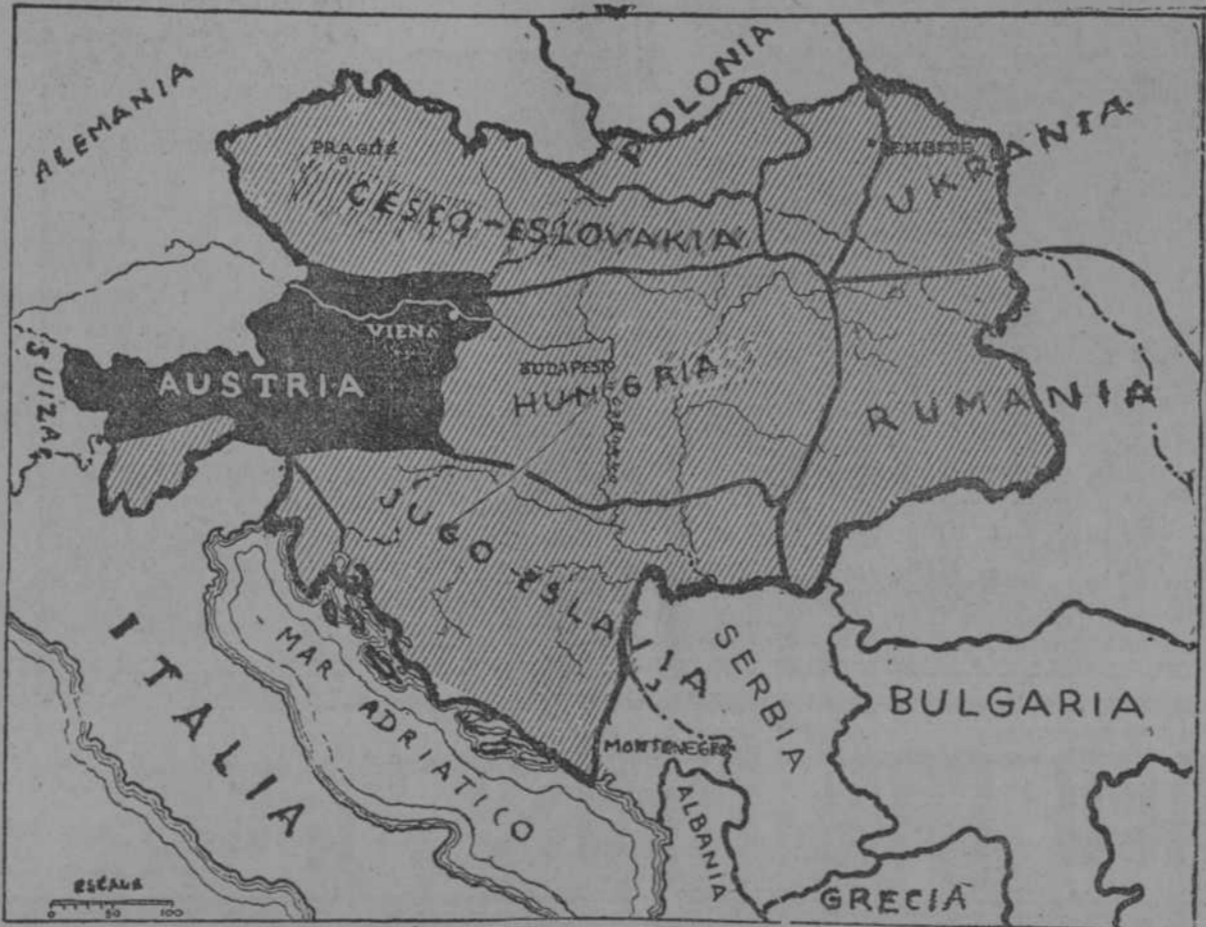 ALEMANIA
POLONIA
UKRANIA
PRAGUE
CESCO-ESLOVAKIA
VIENA
SUIZA
AUSTRIA
BUDAPEST
HUNGRIA
RUMANIA
JUGO-ESLAVIA
ITALIA
MAR
ADRIATICO
SERBIA
BULGARIA
MONTENEGRO
ALBANIA
GRECIA
ESCALA
0 50 100